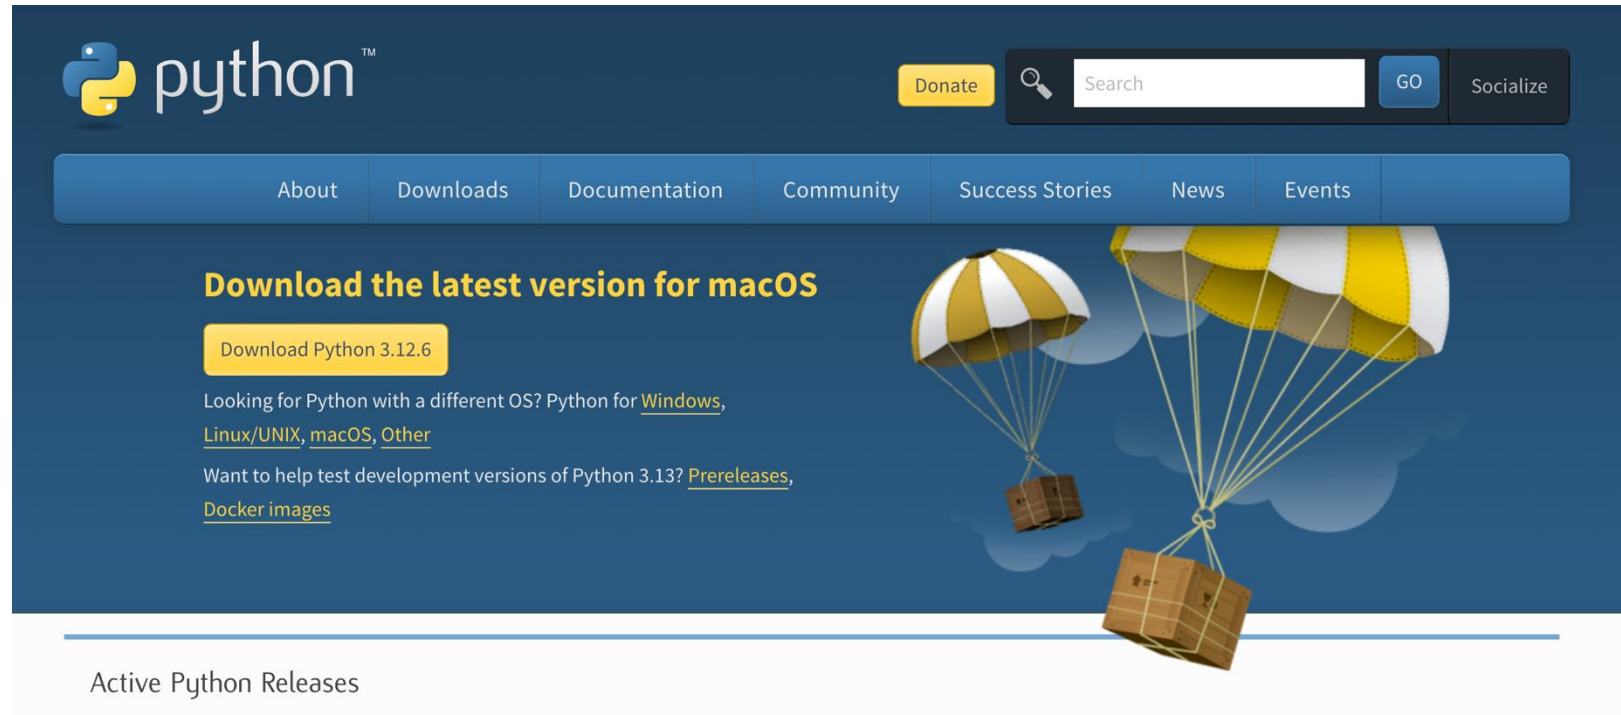 python™
Donate
Search
GO
Socialize
About
Downloads
Documentation
Community
Success Stories
News
Events
Download the latest version for macOS
Download Python 3.12.6
Looking for Python with a different OS? Python for Windows,
Linux/UNIX, macOS, Other
Want to help test development versions of Python 3.13? Prereleases,
Docker images
Active Python Releases